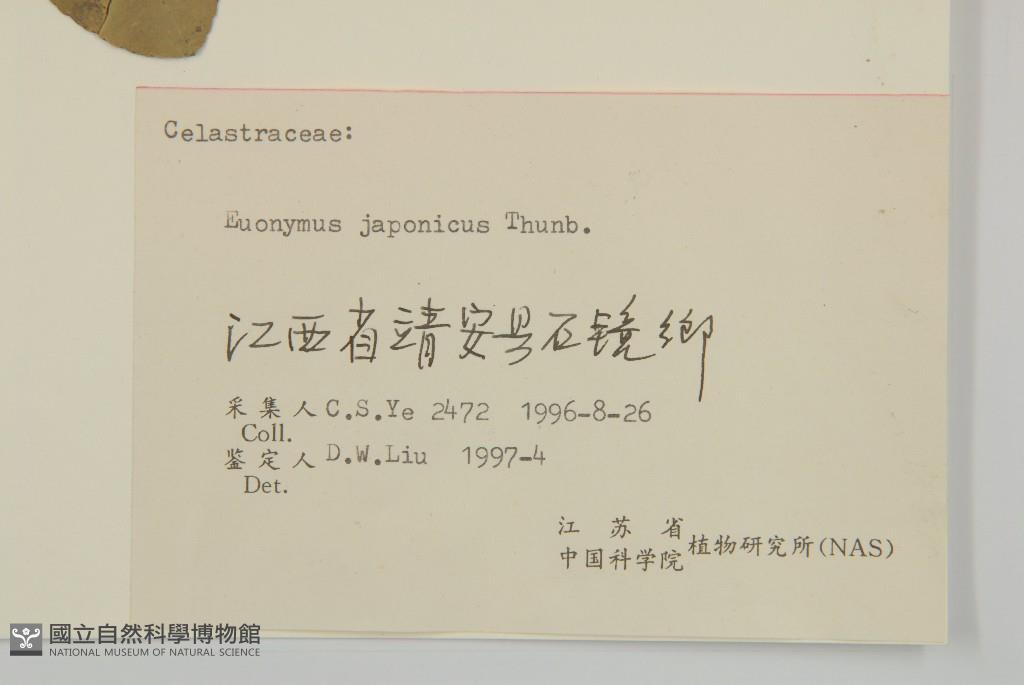 Celastraceae:
Euonymus japonicus Thunb.
江西省靖安县石镜鄉
采集人 C.S.Ye 2472 1996-8-26
Coll.
鉴定人 D.W.Liu 1997-4
Det.
江苏省
中国科学院 植物研究所(NAS)
國立自然科學博物館
NATIONAL MUSEUM OF NATURAL SCIENCE